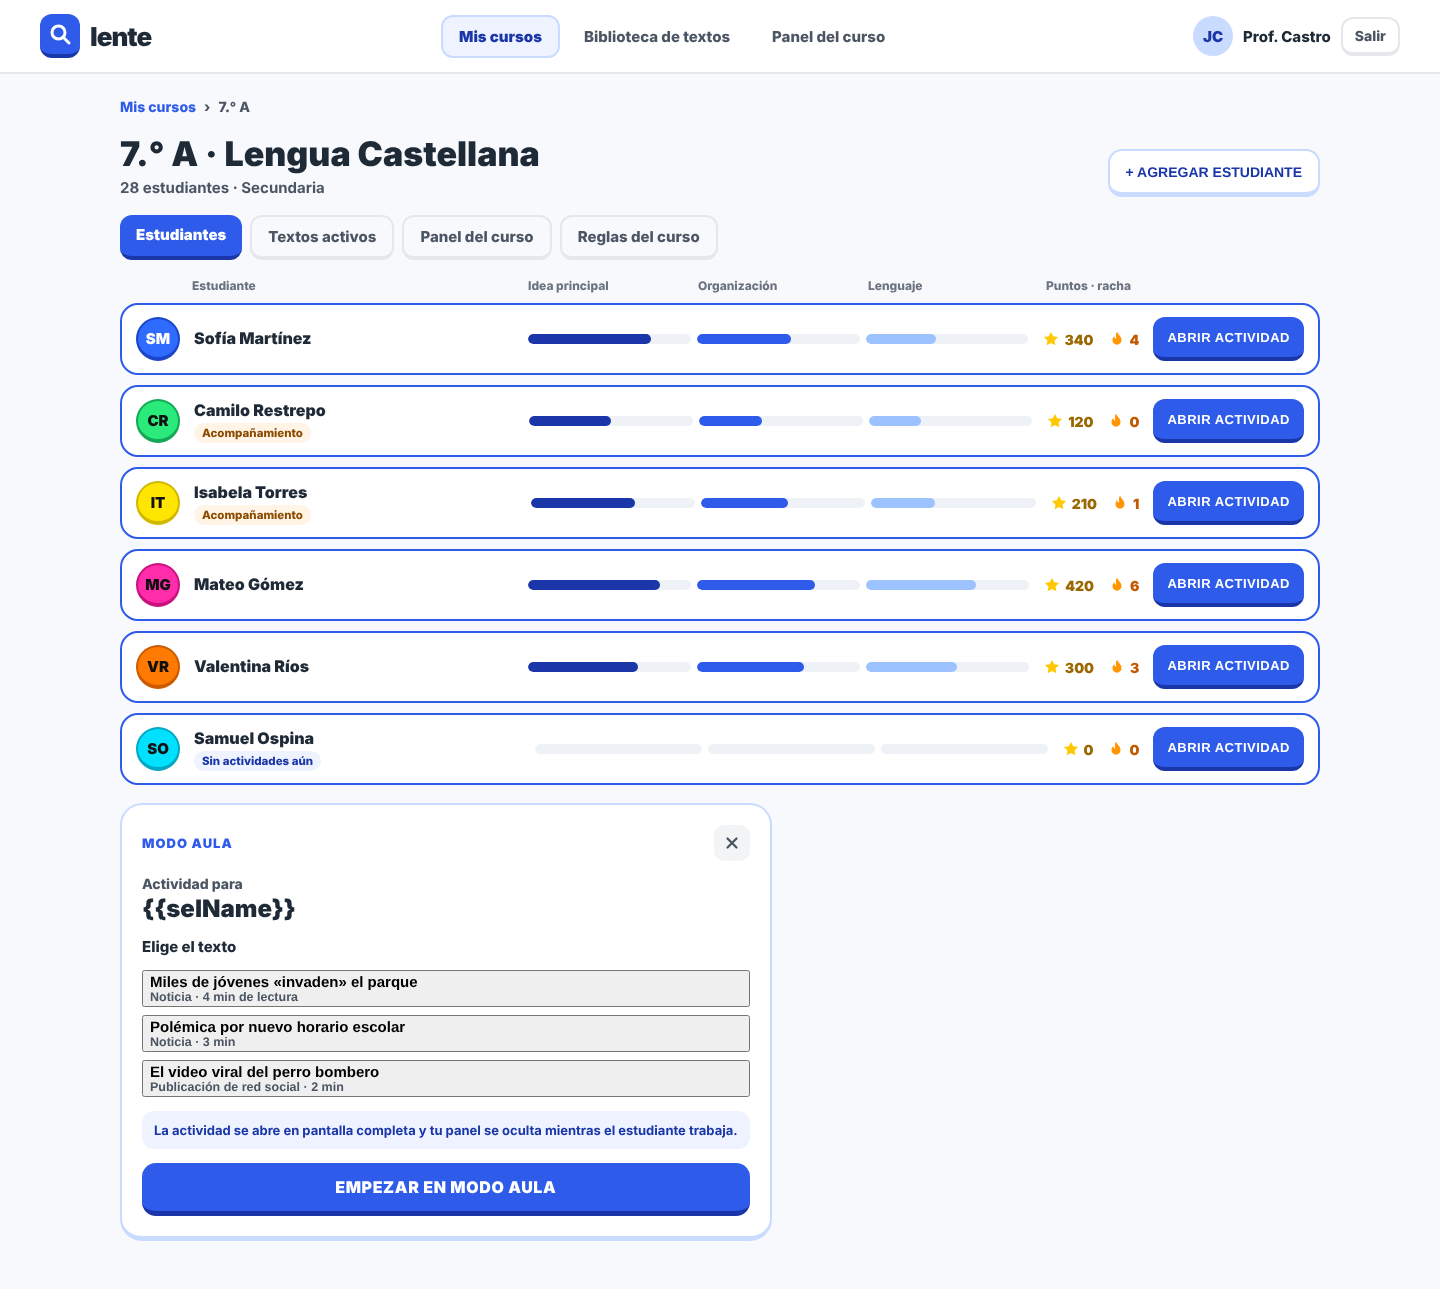 lente
Mis cursos
Biblioteca de textos
Panel del curso
JC
Prof. Castro
Salir
Mis cursos › 7.° A
7.° A · Lengua Castellana
28 estudiantes · Secundaria
+ AGREGAR ESTUDIANTE
Estudiantes
Textos activos
Panel del curso
Reglas del curso
Estudiante
Idea principal
Organización
Lenguaje
Puntos · racha
SM
Sofía Martínez
340
4
ABRIR ACTIVIDAD
CR
Camilo Restrepo
Acompañamiento
120
0
ABRIR ACTIVIDAD
IT
Isabela Torres
Acompañamiento
210
1
ABRIR ACTIVIDAD
MG
Mateo Gómez
420
6
ABRIR ACTIVIDAD
VR
Valentina Ríos
300
3
ABRIR ACTIVIDAD
SO
Samuel Ospina
Sin actividades aún
0
0
ABRIR ACTIVIDAD
MODO AULA
Actividad para
{{selName}}
Elige el texto
Miles de jóvenes «invaden» el parque
Noticia · 4 min de lectura
Polémica por nuevo horario escolar
Noticia · 3 min
El video viral del perro bombero
Publicación de red social · 2 min
La actividad se abre en pantalla completa y tu panel se oculta mientras el estudiante trabaja.
EMPEZAR EN MODO AULA